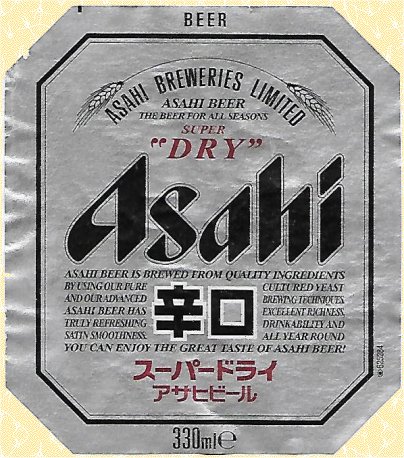 BEER
ASAHI BREWERIES LIMITED
ASAHI BEER
THE BEER FOR ALL SEASONS
SUPER
"DRY"
Asahi
ASAHI BEER IS BREWED FROM QUALITY INGREDIENTS
BY USING OUR PURE CULTURED YEAST
AND OUR ADVANCED BREWING TECHNIQUES.
ASAHI BEER HAS EXCELLENT RICHNESS,
TRULY REFRESHING DRINKABILITY AND
SATIN SMOOTHNESS. ALL YEAR ROUND
辛口
YOU CAN ENJOY THE GREAT TASTE OF ASAHI BEER!
スーパードライ
アサヒビール
330ml℮